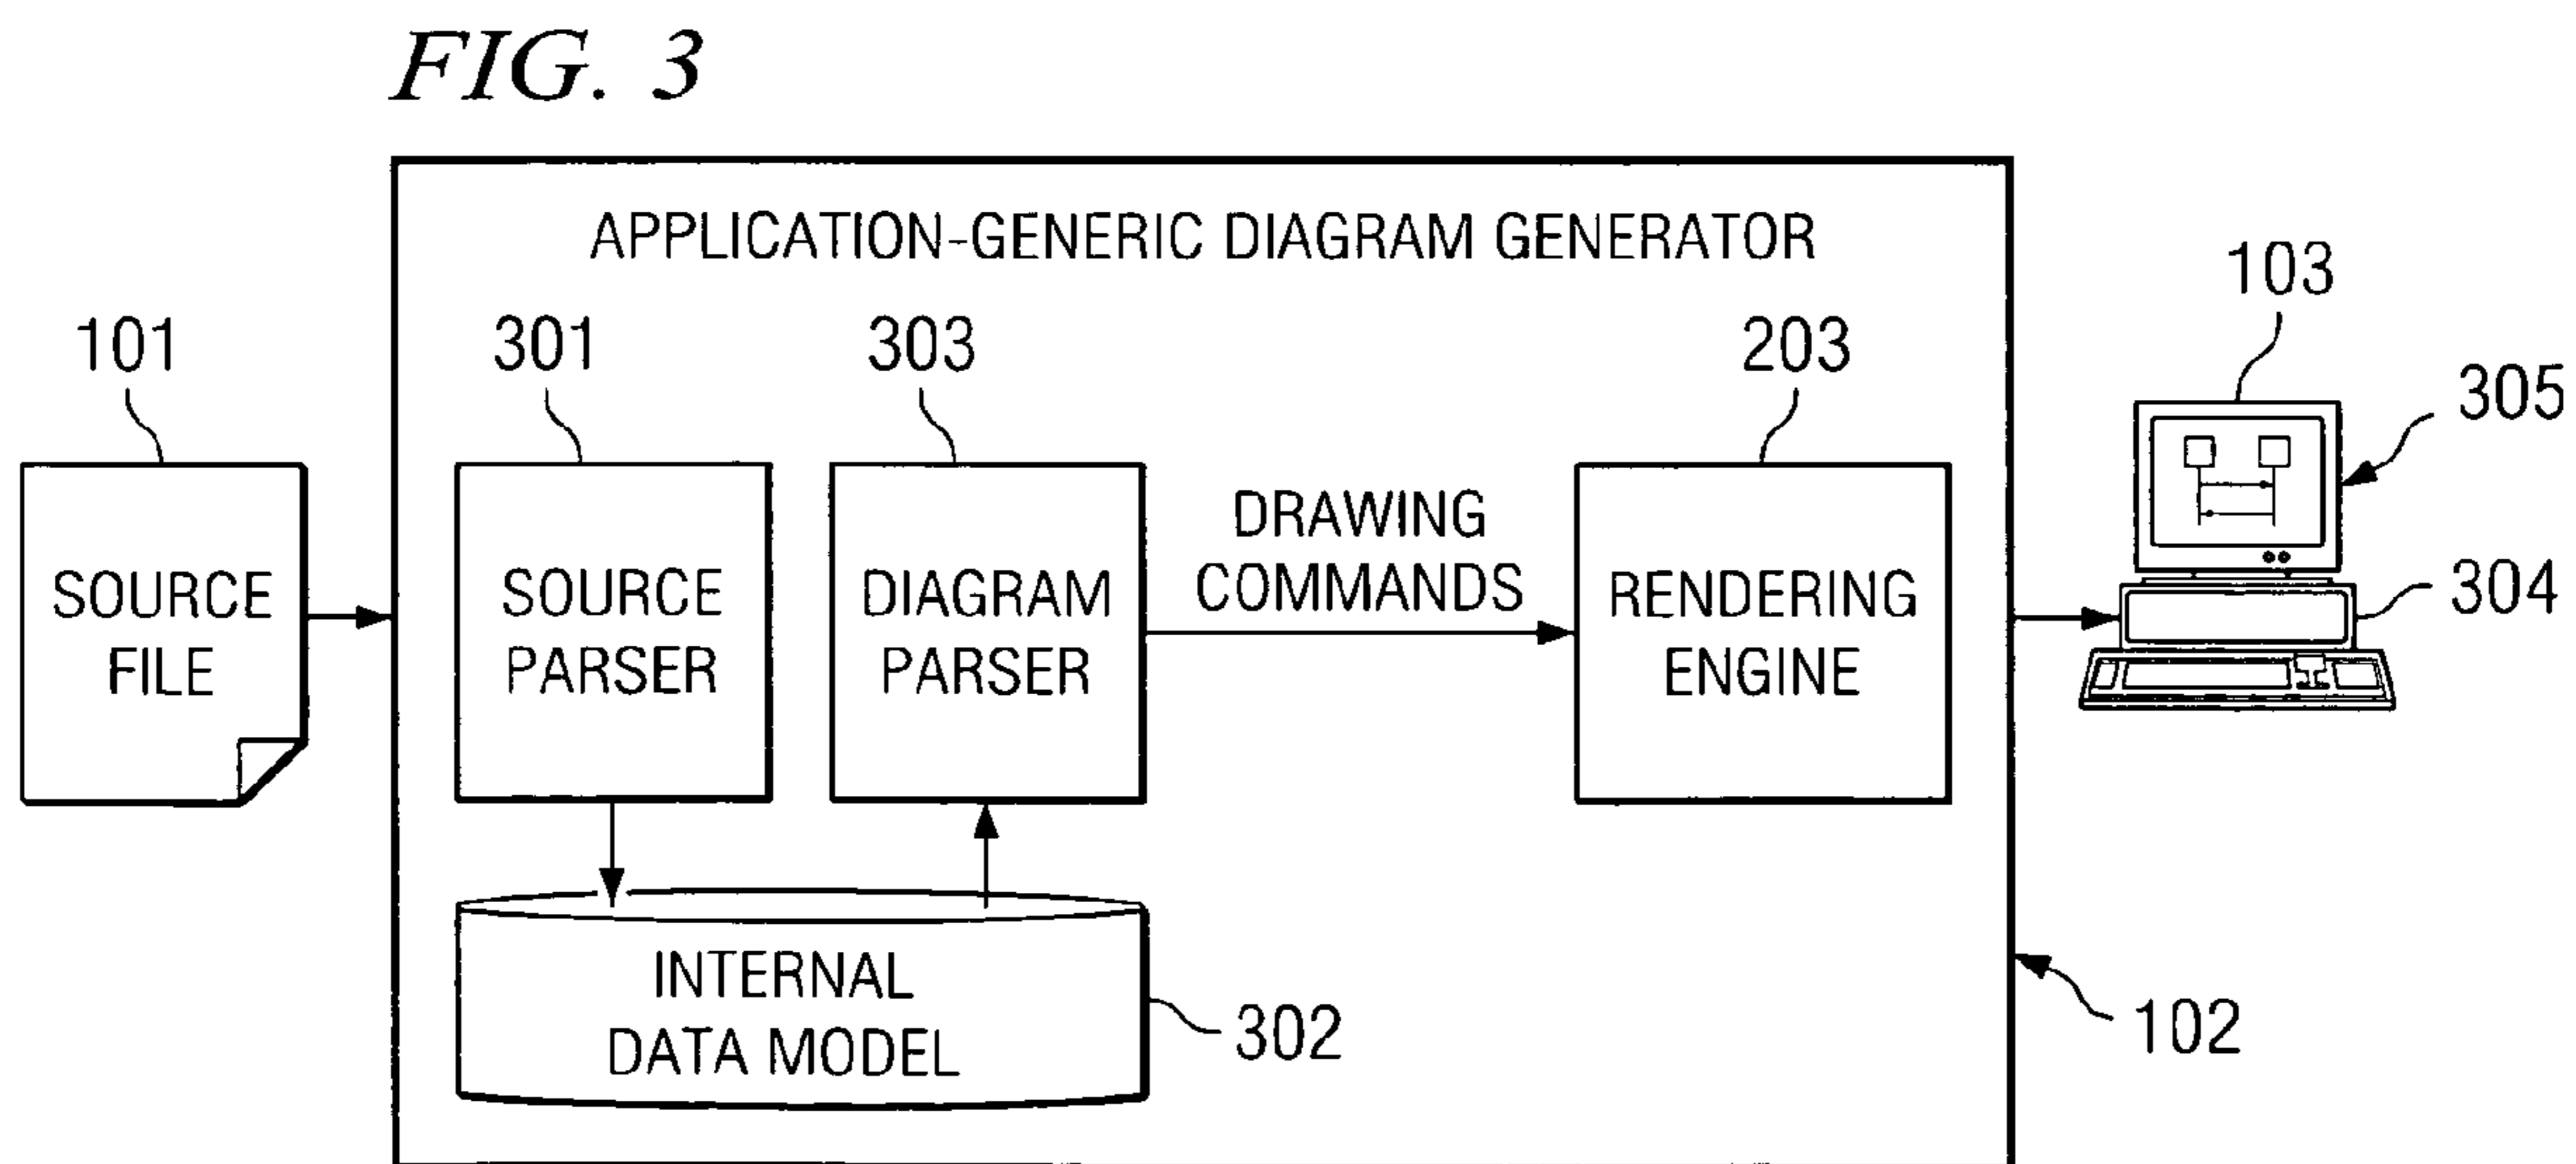 FIG. 3
APPLICATION-GENERIC DIAGRAM GENERATOR
101
301
303
203
103
305
304
SOURCE
FILE
SOURCE
PARSER
DIAGRAM
PARSER
DRAWING
COMMANDS
RENDERING
ENGINE
INTERNAL
DATA MODEL
302
102